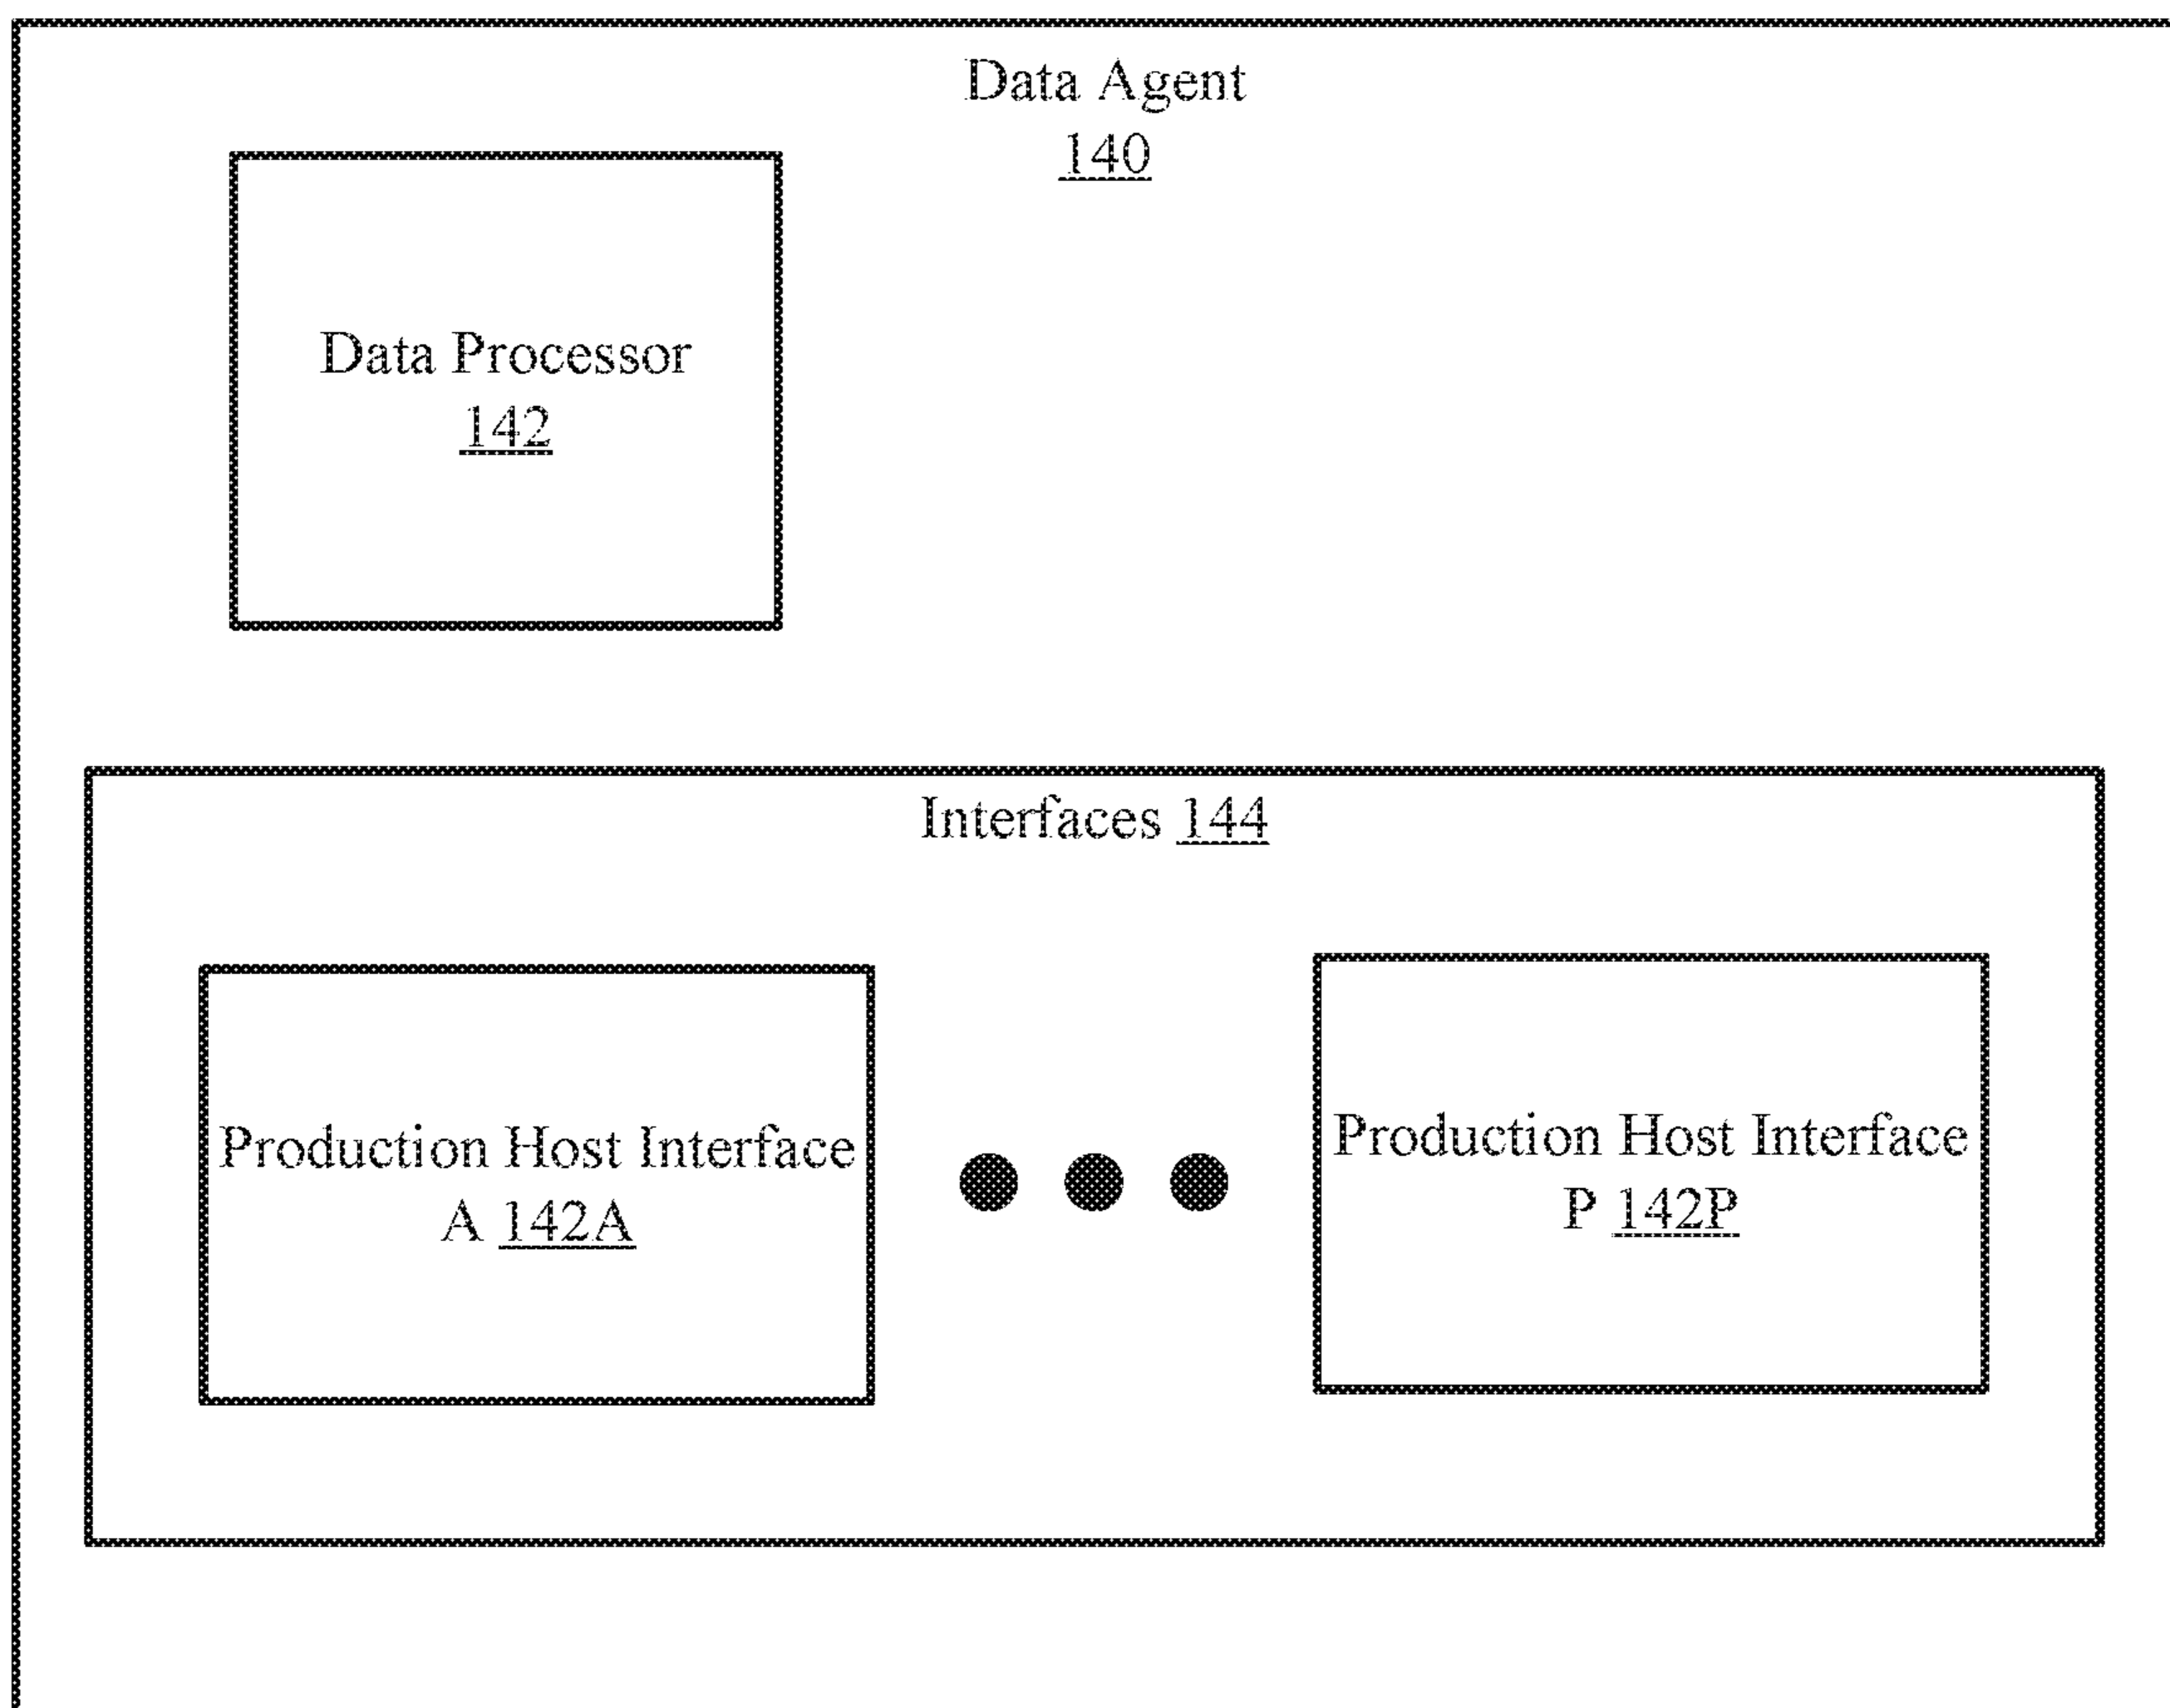 Data Agent
140
Data Processor
142
Interfaces 144
Production Host Interface
A 142A
Production Host Interface
P 142P